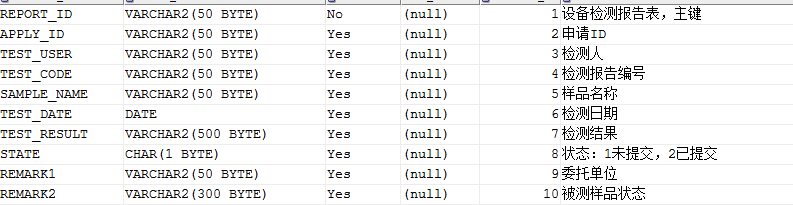 REPORT_ID VARCHAR2(50 BYTE) No (null) 1 设备检测报告表，主键
APPLY_ID VARCHAR2(50 BYTE) Yes (null) 2 申请ID
TEST_USER VARCHAR2(50 BYTE) Yes (null) 3 检测人
TEST_CODE VARCHAR2(50 BYTE) Yes (null) 4 检测报告编号
SAMPLE_NAME VARCHAR2(50 BYTE) Yes (null) 5 样品名称
TEST_DATE DATE Yes (null) 6 检测日期
TEST_RESULT VARCHAR2(500 BYTE) Yes (null) 7 检测结果
STATE CHAR(1 BYTE) Yes (null) 8 状态：1未提交，2已提交
REMARK1 VARCHAR2(50 BYTE) Yes (null) 9 委托单位
REMARK2 VARCHAR2(300 BYTE) Yes (null) 10 被测样品状态